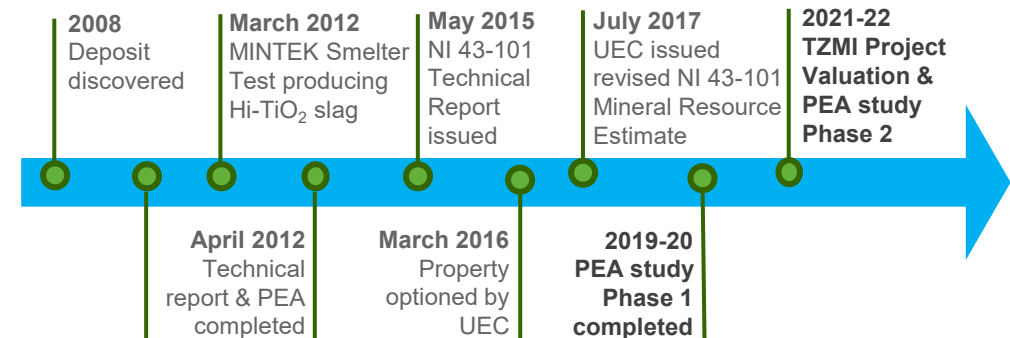 2008
Deposit
discovered
March 2012
MINTEK Smelter
Test producing
Hi-TiO₂ slag
May 2015
NI 43-101
Technical
Report
issued
July 2017
UEC issued
revised NI 43-101
Mineral Resource
Estimate
2021-22
TZMI Project
Valuation &
PEA study
Phase 2
April 2012
Technical
report & PEA
completed
March 2016
Property
optioned by
UEC
2019-20
PEA study
Phase 1
completed